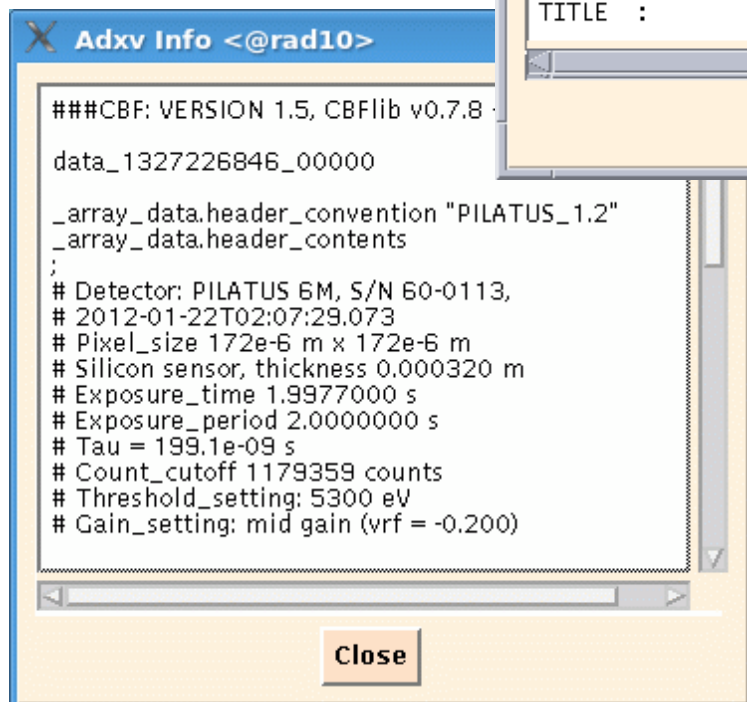 TITLE :
Adxv Info <@rad10>
###CBF: VERSION 1.5, CBFlib v0.7.8
data_1327226846_00000
_array_data.header_convention "PILATUS_1.2"
_array_data.header_contents
;
# Detector: PILATUS 6M, S/N 60-0113,
# 2012-01-22T02:07:29.073
# Pixel_size 172e-6 m x 172e-6 m
# Silicon sensor, thickness 0.000320 m
# Exposure_time 1.9977000 s
# Exposure_period 2.0000000 s
# Tau = 199.1e-09 s
# Count_cutoff 1179359 counts
# Threshold_setting: 5300 eV
# Gain_setting: mid gain (vrf = -0.200)
Close